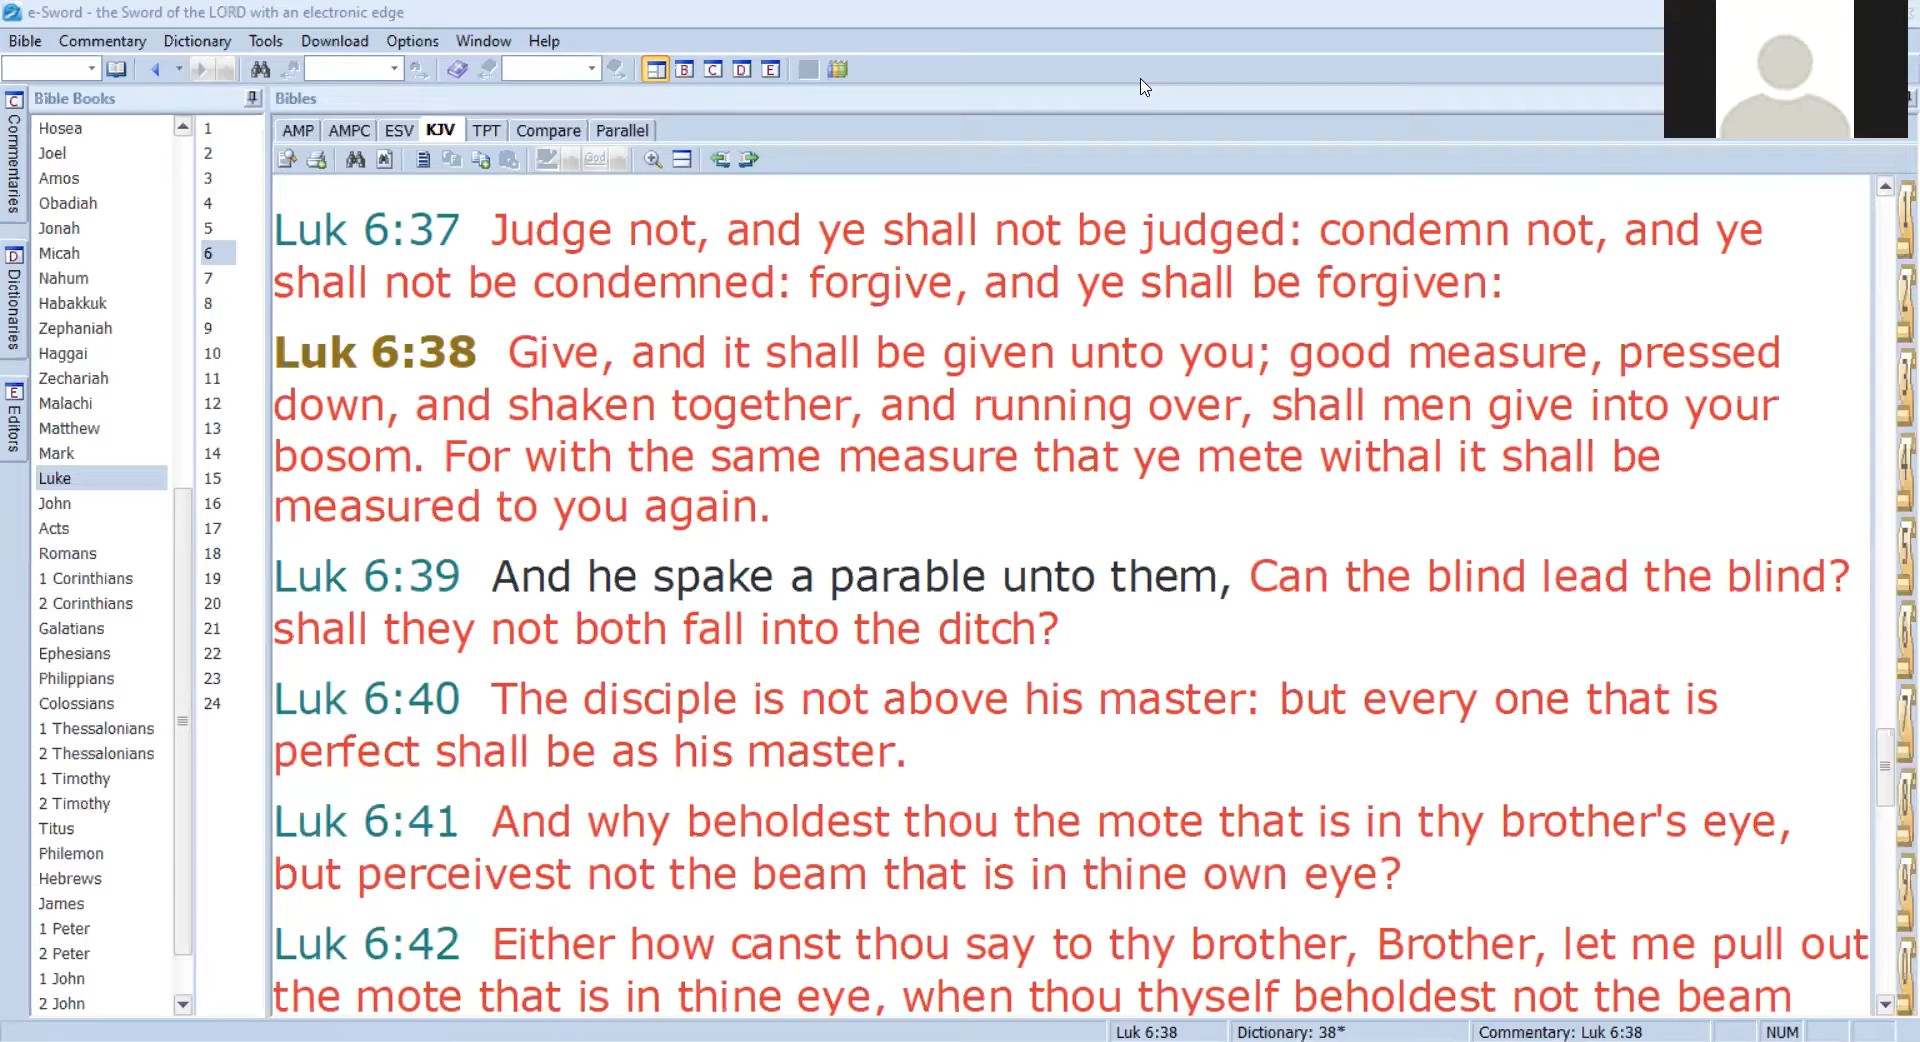 e-Sword - the Sword of the LORD with an electronic edge
Bible Commentary Dictionary Tools Download Options Window Help
B C D E
Bible Books
Bibles
C Commentaries
D Dictionaries
E Editors
AMP AMPC ESV KJV TPT Compare Parallel
God
Hosea
Joel
Amos
Obadiah
Jonah
Micah
Nahum
Habakkuk
Zephaniah
Haggai
Zechariah
Malachi
Matthew
Mark
Luke
John
Acts
Romans
1 Corinthians
2 Corinthians
Galatians
Ephesians
Philippians
Colossians
1 Thessalonians
2 Thessalonians
1 Timothy
2 Timothy
Titus
Philemon
Hebrews
James
1 Peter
2 Peter
1 John
2 John
1
2
3
4
5
6
7
8
9
10
11
12
13
14
15
16
17
18
19
20
21
22
23
24
Luk 6:37 Judge not, and ye shall not be judged: condemn not, and ye
shall not be condemned: forgive, and ye shall be forgiven:
Luk 6:38 Give, and it shall be given unto you; good measure, pressed
down, and shaken together, and running over, shall men give into your
bosom. For with the same measure that ye mete withal it shall be
measured to you again.
Luk 6:39 And he spake a parable unto them, Can the blind lead the blind?
shall they not both fall into the ditch?
Luk 6:40 The disciple is not above his master: but every one that is
perfect shall be as his master.
Luk 6:41 And why beholdest thou the mote that is in thy brother's eye,
but perceivest not the beam that is in thine own eye?
Luk 6:42 Either how canst thou say to thy brother, Brother, let me pull out
the mote that is in thine eye, when thou thyself beholdest not the beam
Luk 6:38
Dictionary: 38*
Commentary: Luk 6:38
NUM